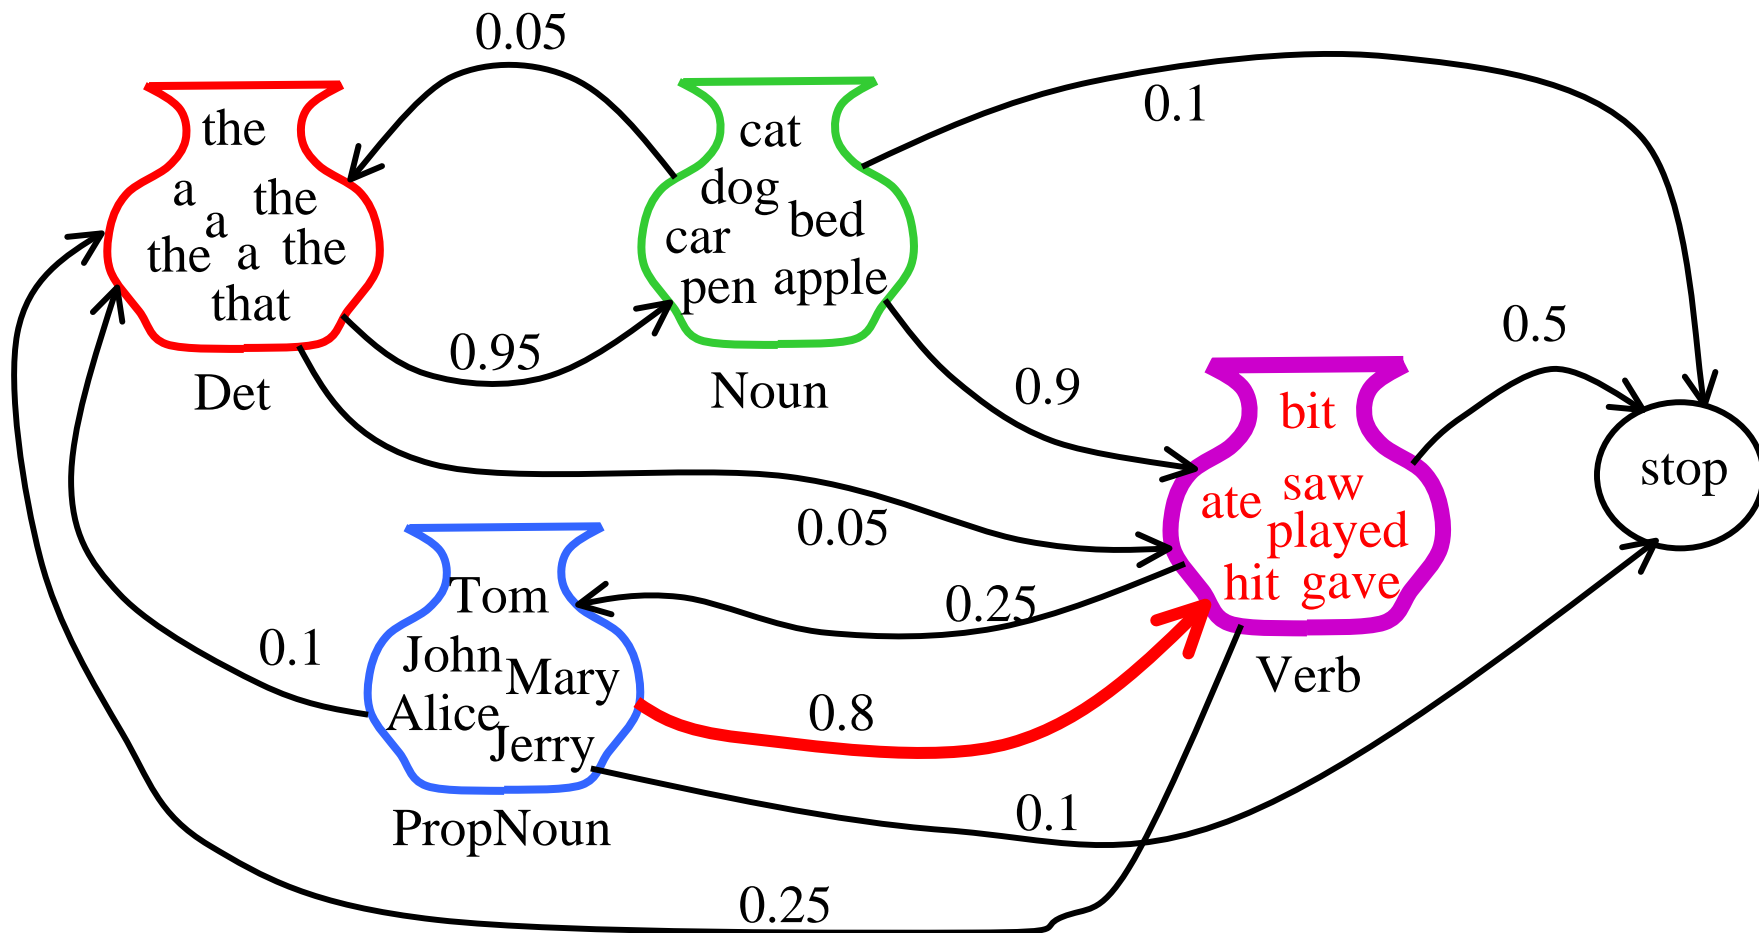 0.05
0.1
the
cat
a the
dog
a
bed
the a the
car
pen apple
that
0.5
0.95
0.9
Det
Noun
bit
saw
ate
played
stop
0.05
hit gave
Tom
0.25
John
0.1
Mary
Verb
Alice
0.8
Jerry
0.1
PropNoun
0.25